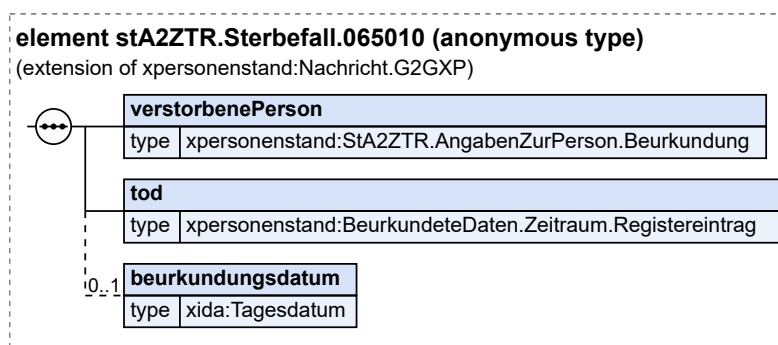 element stA2ZTR.Sterbefall.065010 (anonymous type)
(extension of xpersonenstand:Nachricht.G2GXP)
verstorbenePerson
type xpersonenstand:StA2ZTR.AngabenZurPerson.Beurkundung
tod
type xpersonenstand:BeurkundeteDaten.Zeitraum.Registereintrag
0..1 beurkundungsdatum
type xida:Tagesdatum